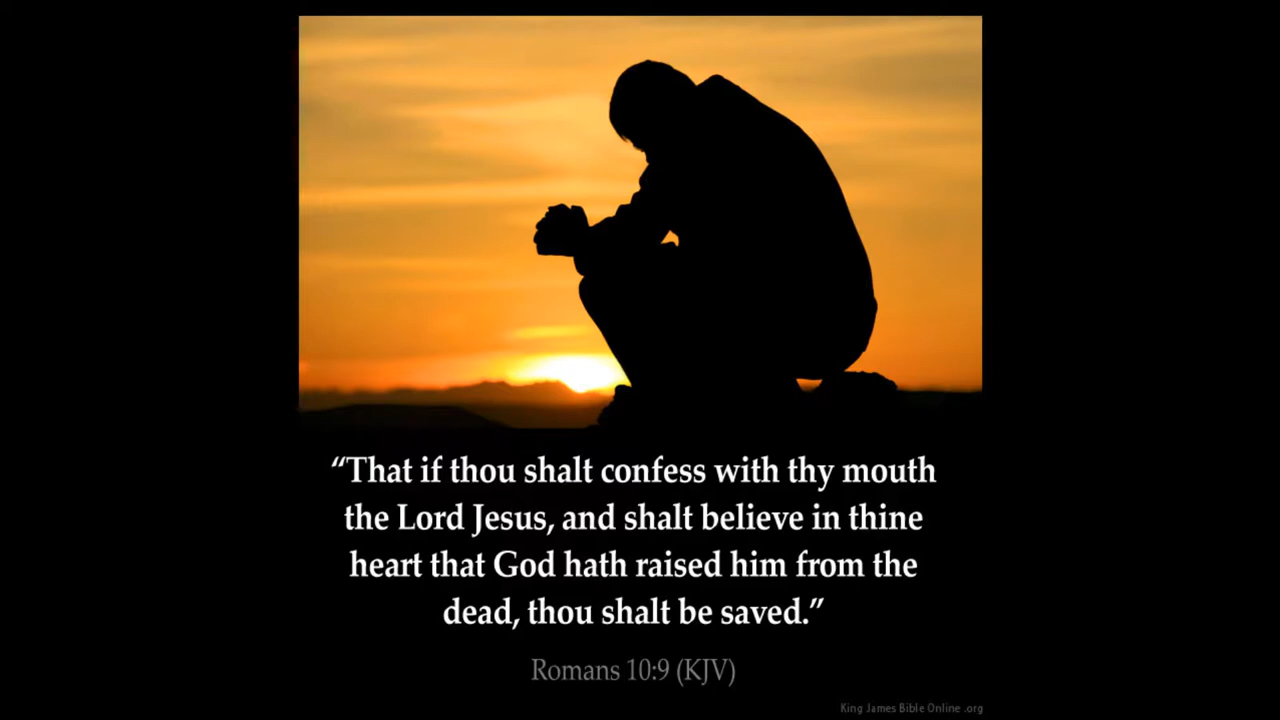 “That if thou shalt confess with thy mouth
the Lord Jesus, and shalt believe in thine
heart that God hath raised him from the
dead, thou shalt be saved.”
Romans 10:9 (KJV)
King James Bible Online .org